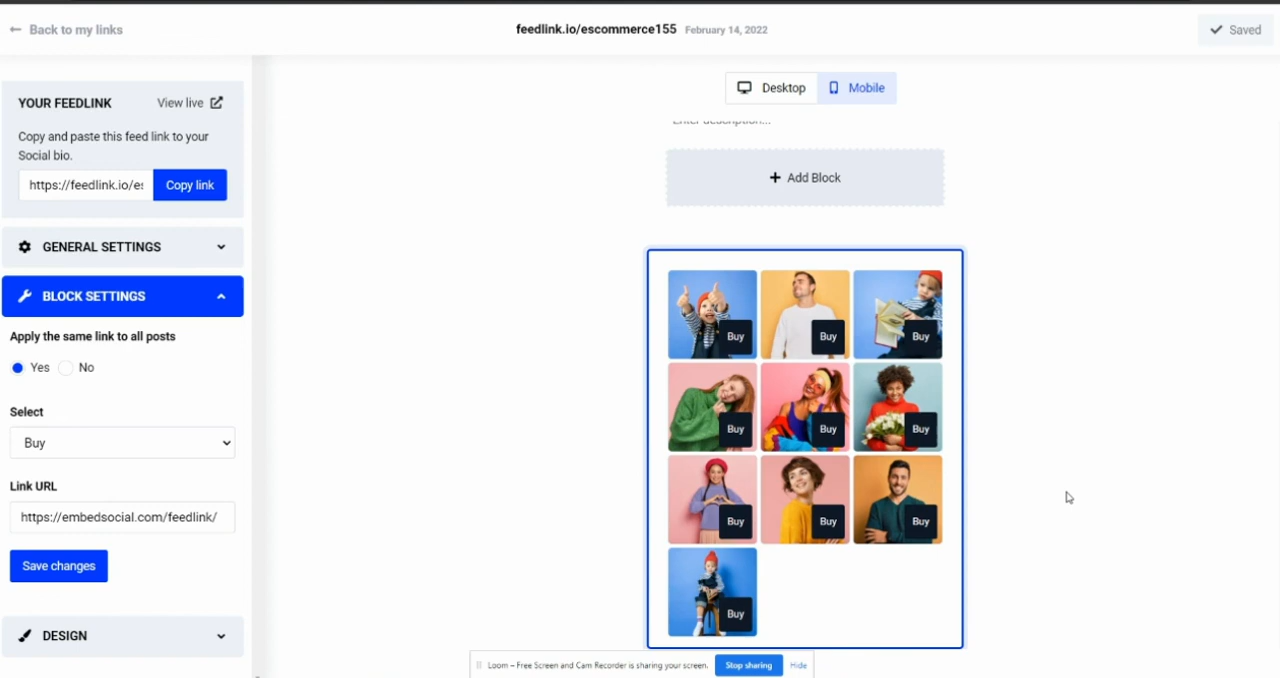 Back to my links
feedlink.io/escommerce155 February 14, 2022
Saved
YOUR FEEDLINK View live
Copy and paste this feed link to your
Social bio.
https://feedlink.io/e
Copy link
GENERAL SETTINGS
BLOCK SETTINGS
Apply the same link to all posts
Yes No
Select
Buy
Link URL
https://embedsocial.com/feedlink/
Save changes
DESIGN
Desktop Mobile
Enter description...
+ Add Block
Buy Buy Buy
Buy Buy Buy
Buy Buy Buy
Buy
Loom – Free Screen and Cam Recorder is sharing your screen. Stop sharing Hide